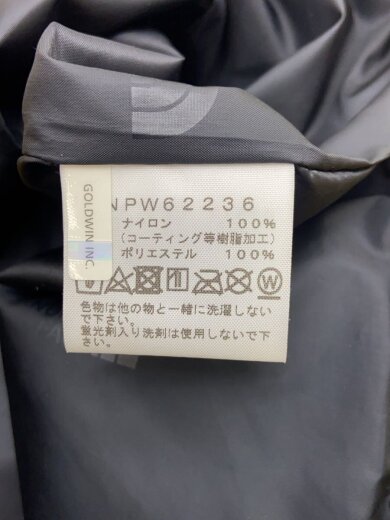 GOLDWIN INC.
NPW62236
ナイロン 100%
(コーティング等樹脂加工)
ポリエステル 100%
色物は他の物と一緒に洗濯しない
で下さい。
蛍光剤入り洗剤は使用しないで下
さい。